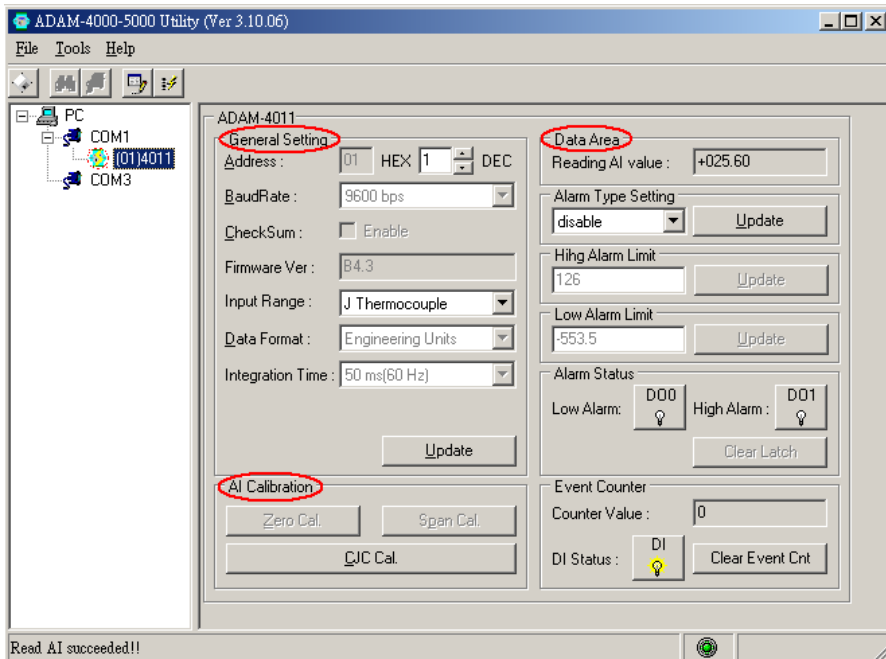 ADAM-4000-5000 Utility (Ver 3.10.06)
File Tools Help
PC
COM1
(01)4011
COM3
ADAM-4011
General Setting
Address : 01 HEX 1 DEC
BaudRate : 9600 bps
CheckSum : Enable
Firmware Ver : B4.3
Input Range : J Thermocouple
Data Format : Engineering Units
Integration Time : 50 ms(60 Hz)
Update
AI Calibration
Zero Cal. Span Cal.
CJC Cal.
Data Area
Reading AI value : +025.60
Alarm Type Setting
disable Update
Hihg Alarm Limit
126 Update
Low Alarm Limit
-553.5 Update
Alarm Status
Low Alarm: DO0 High Alarm : DO1
Clear Latch
Event Counter
Counter Value : 0
DI Status : DI Clear Event Cnt
Read AI succeeded!!